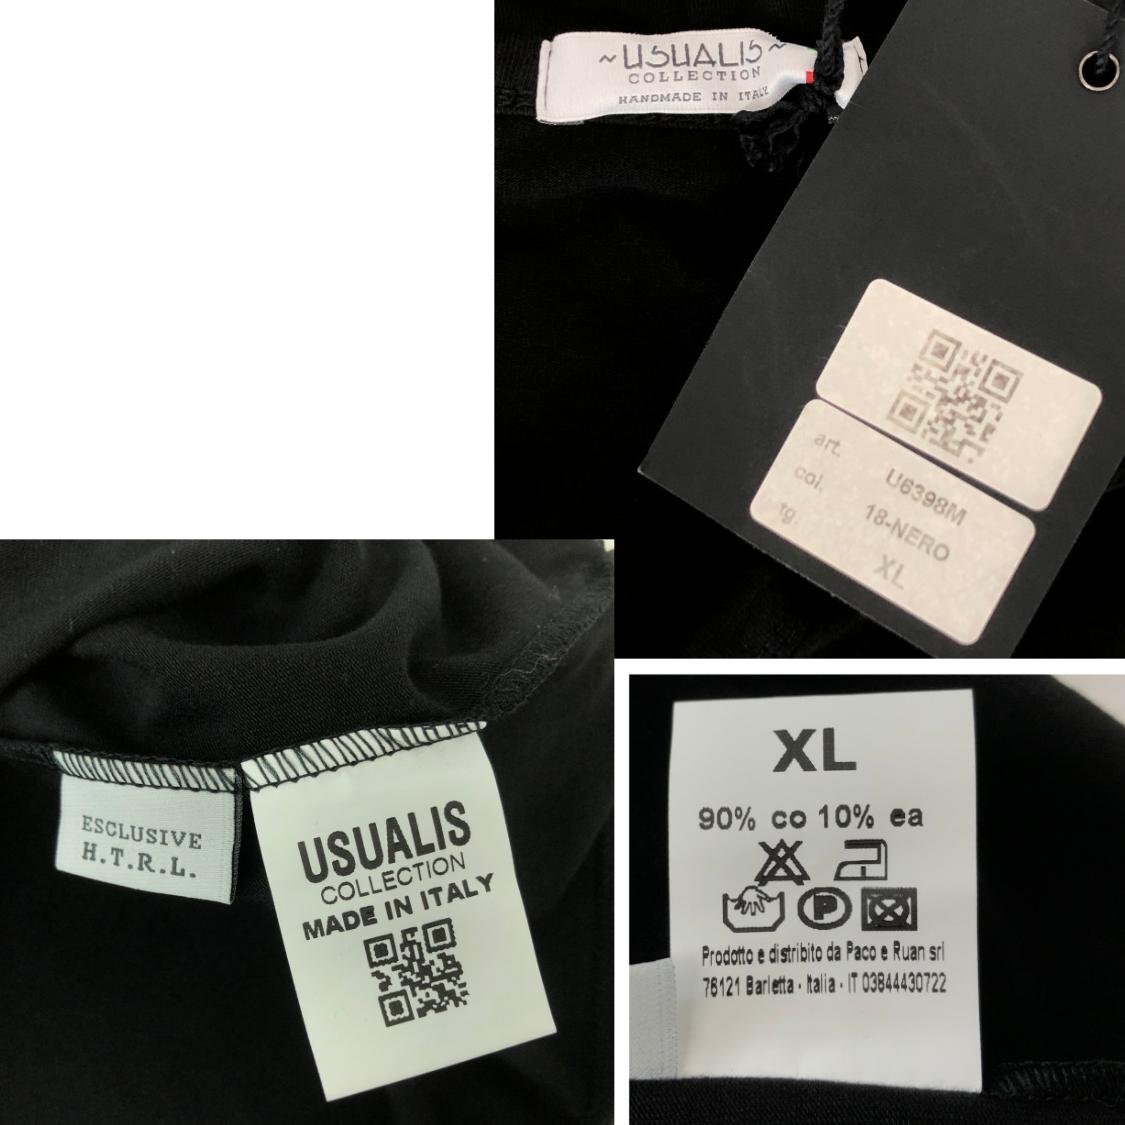 ~USUALIS~
COLLECTION
HANDMADE IN ITALY
art. U6398M
col. 18-NERO
tg. XL
ESCLUSIVE
H.T.R.L.
USUALIS
COLLECTION
MADE IN ITALY
XL
90% co 10% ea
P
Prodotto e distribito da Paco e Ruan srl
76121 Barletta - Italia - IT 03844430722